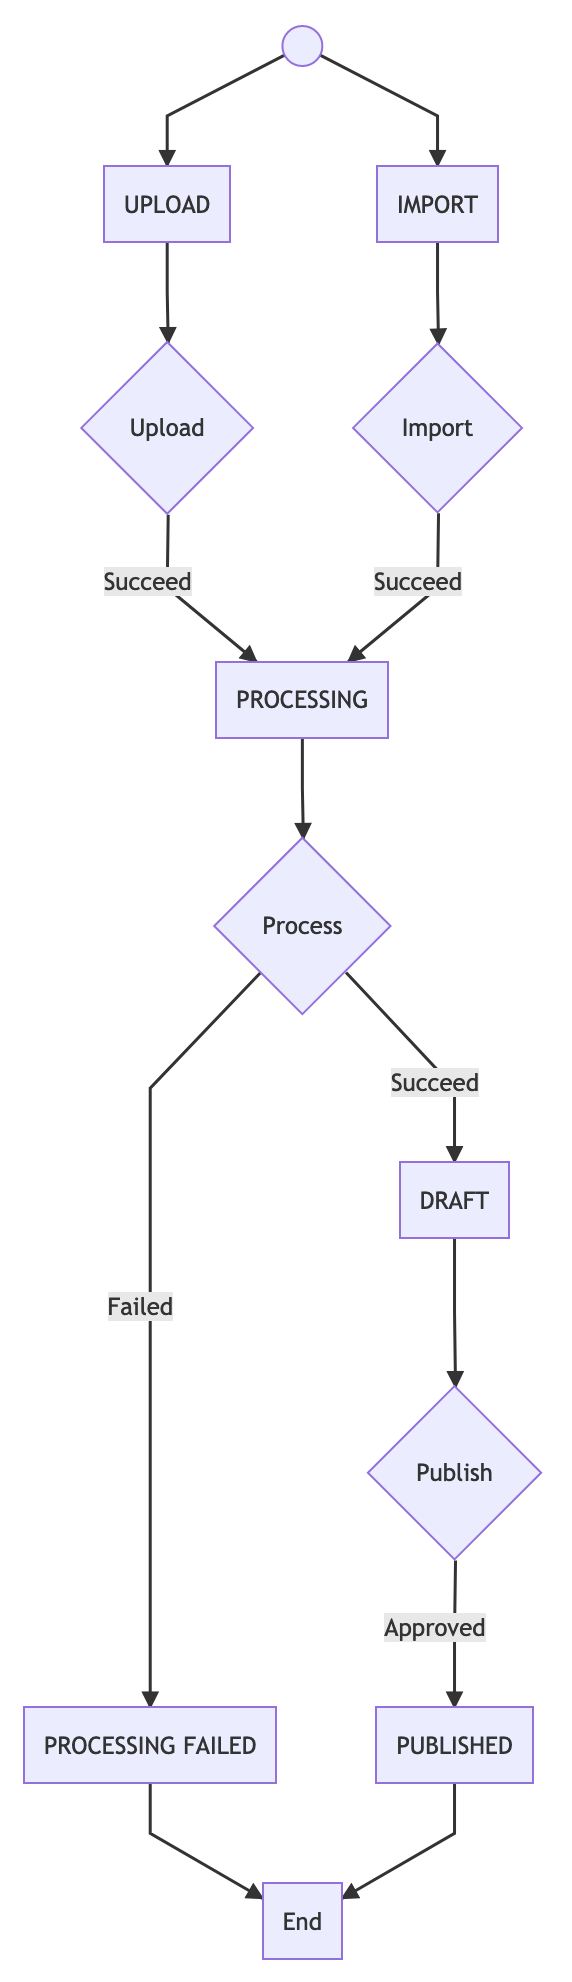 UPLOAD
IMPORT
Upload
Import
Succeed
Succeed
PROCESSING
Process
Succeed
DRAFT
Failed
Publish
Approved
PROCESSING FAILED
PUBLISHED
End